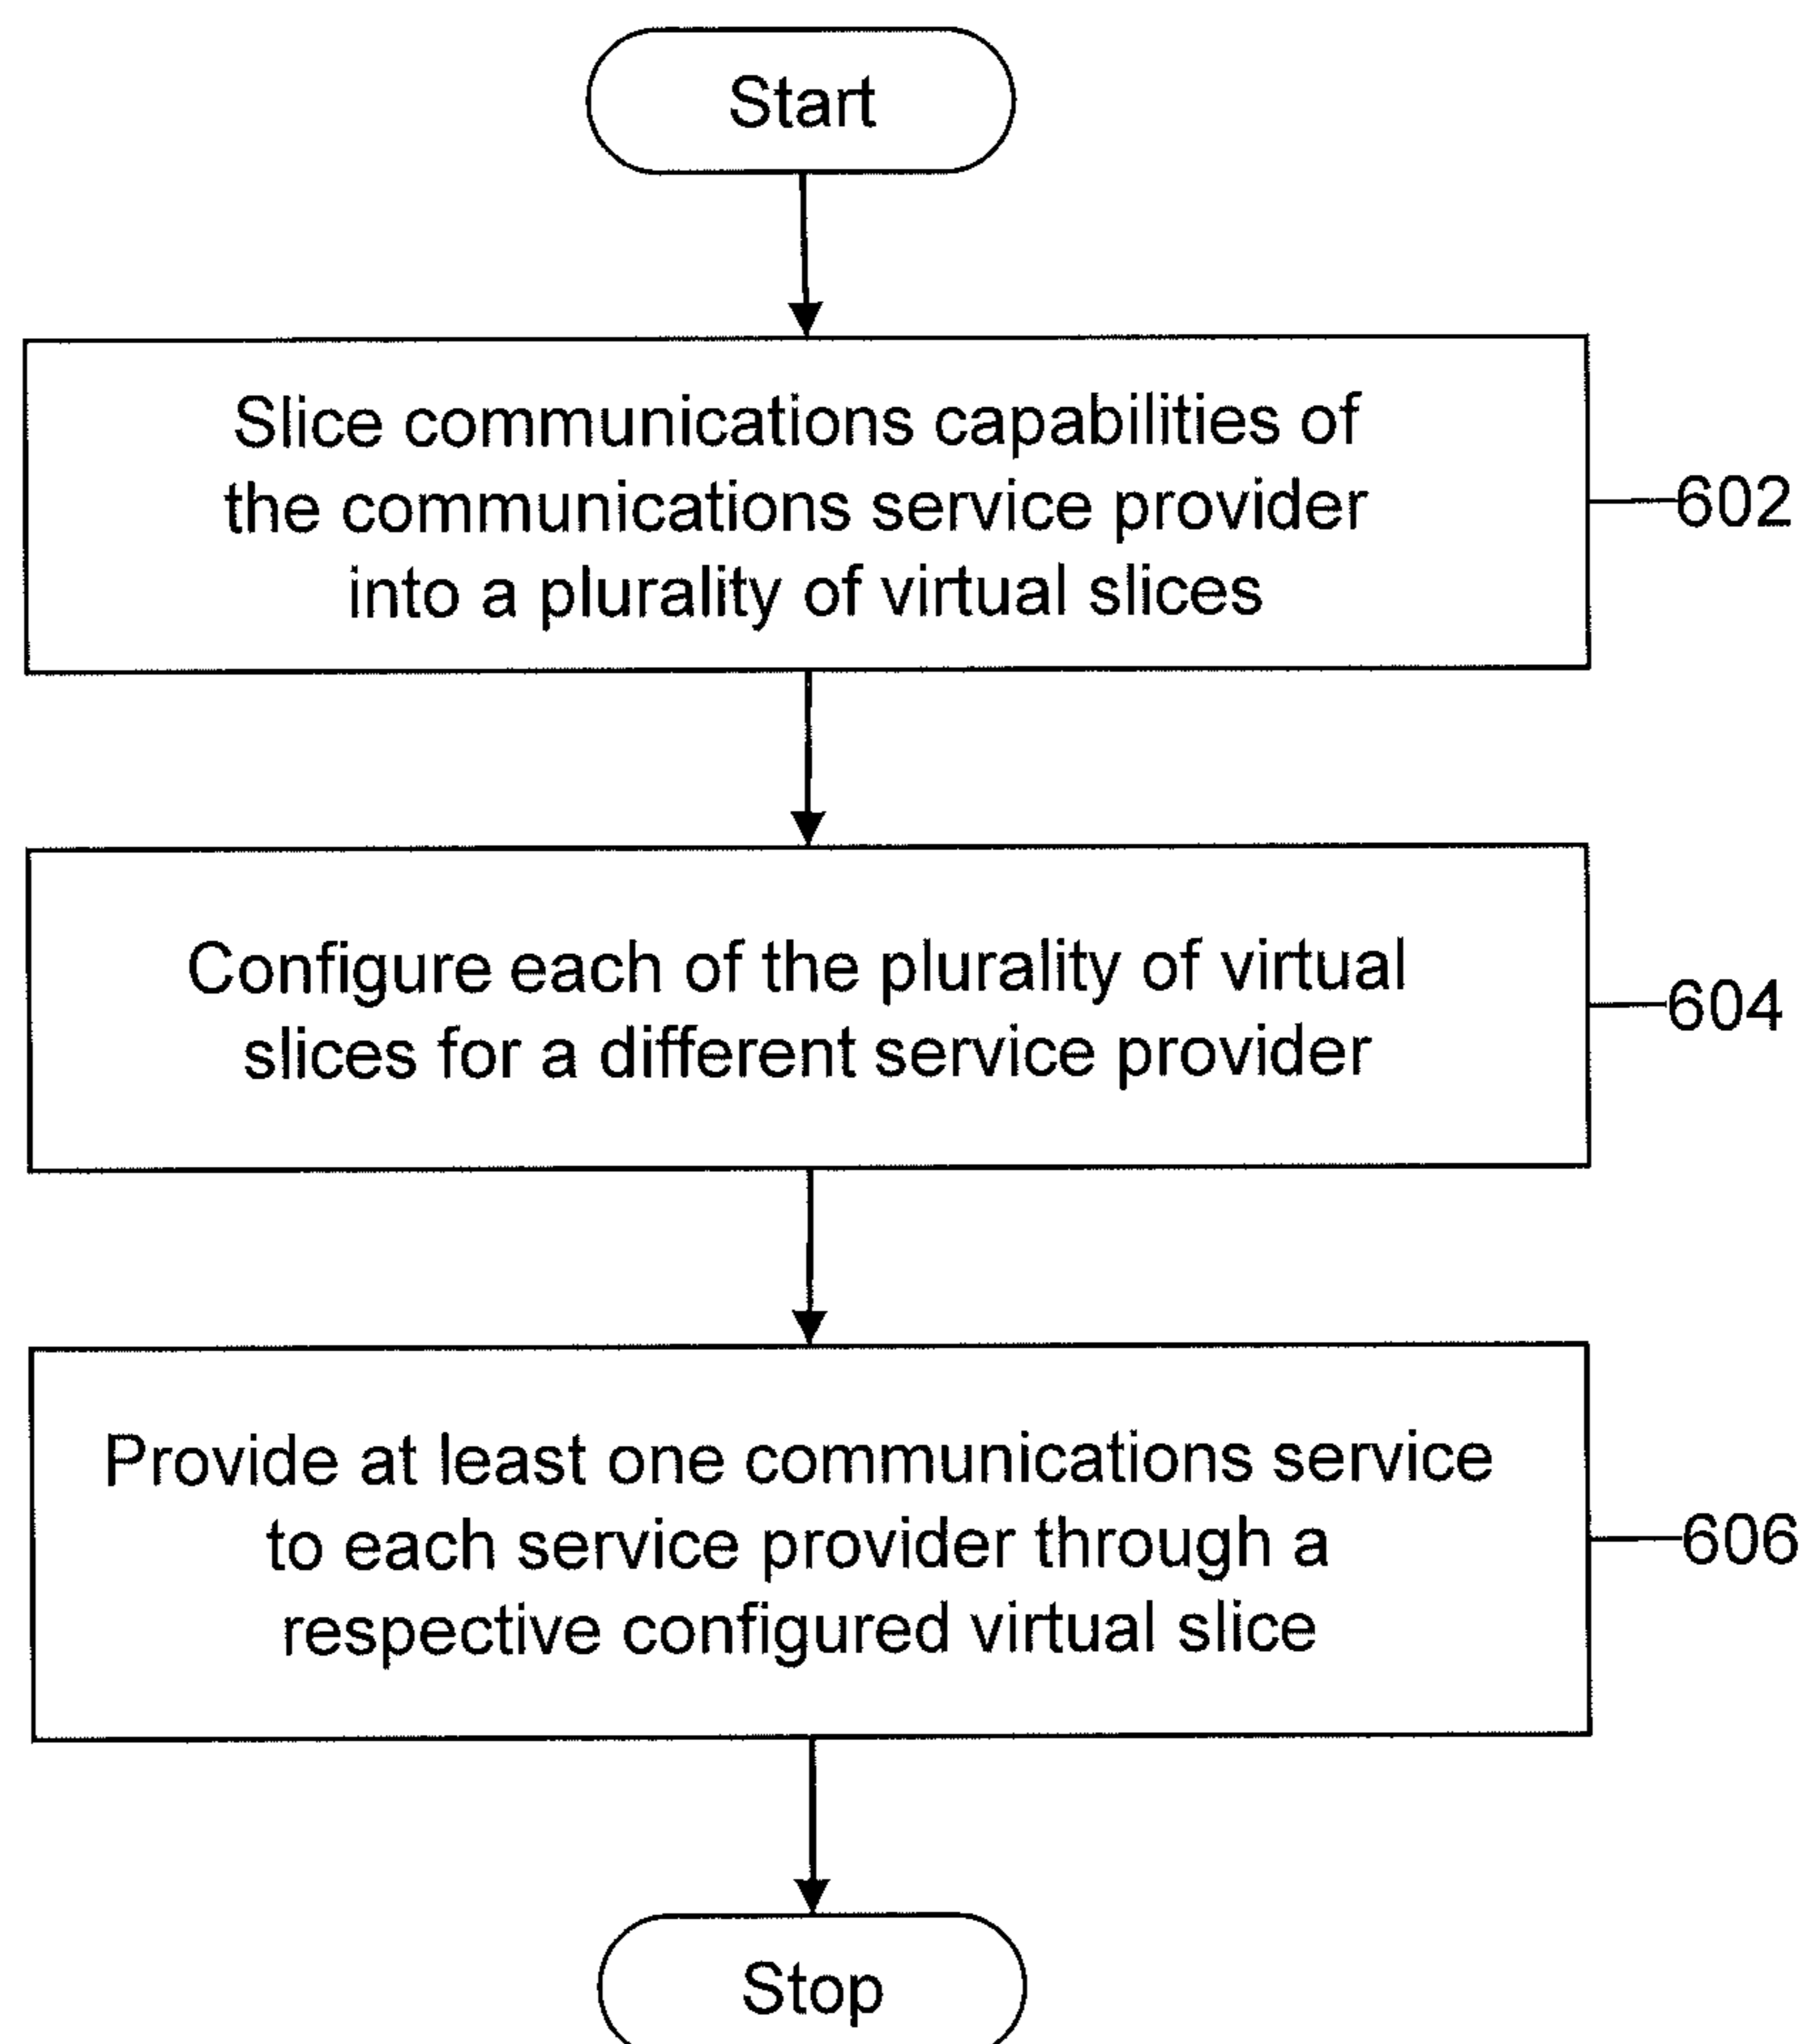 Start
Slice communications capabilities of
the communications service provider
into a plurality of virtual slices
602
Configure each of the plurality of virtual
slices for a different service provider
604
Provide at least one communications service
to each service provider through a
respective configured virtual slice
606
Stop